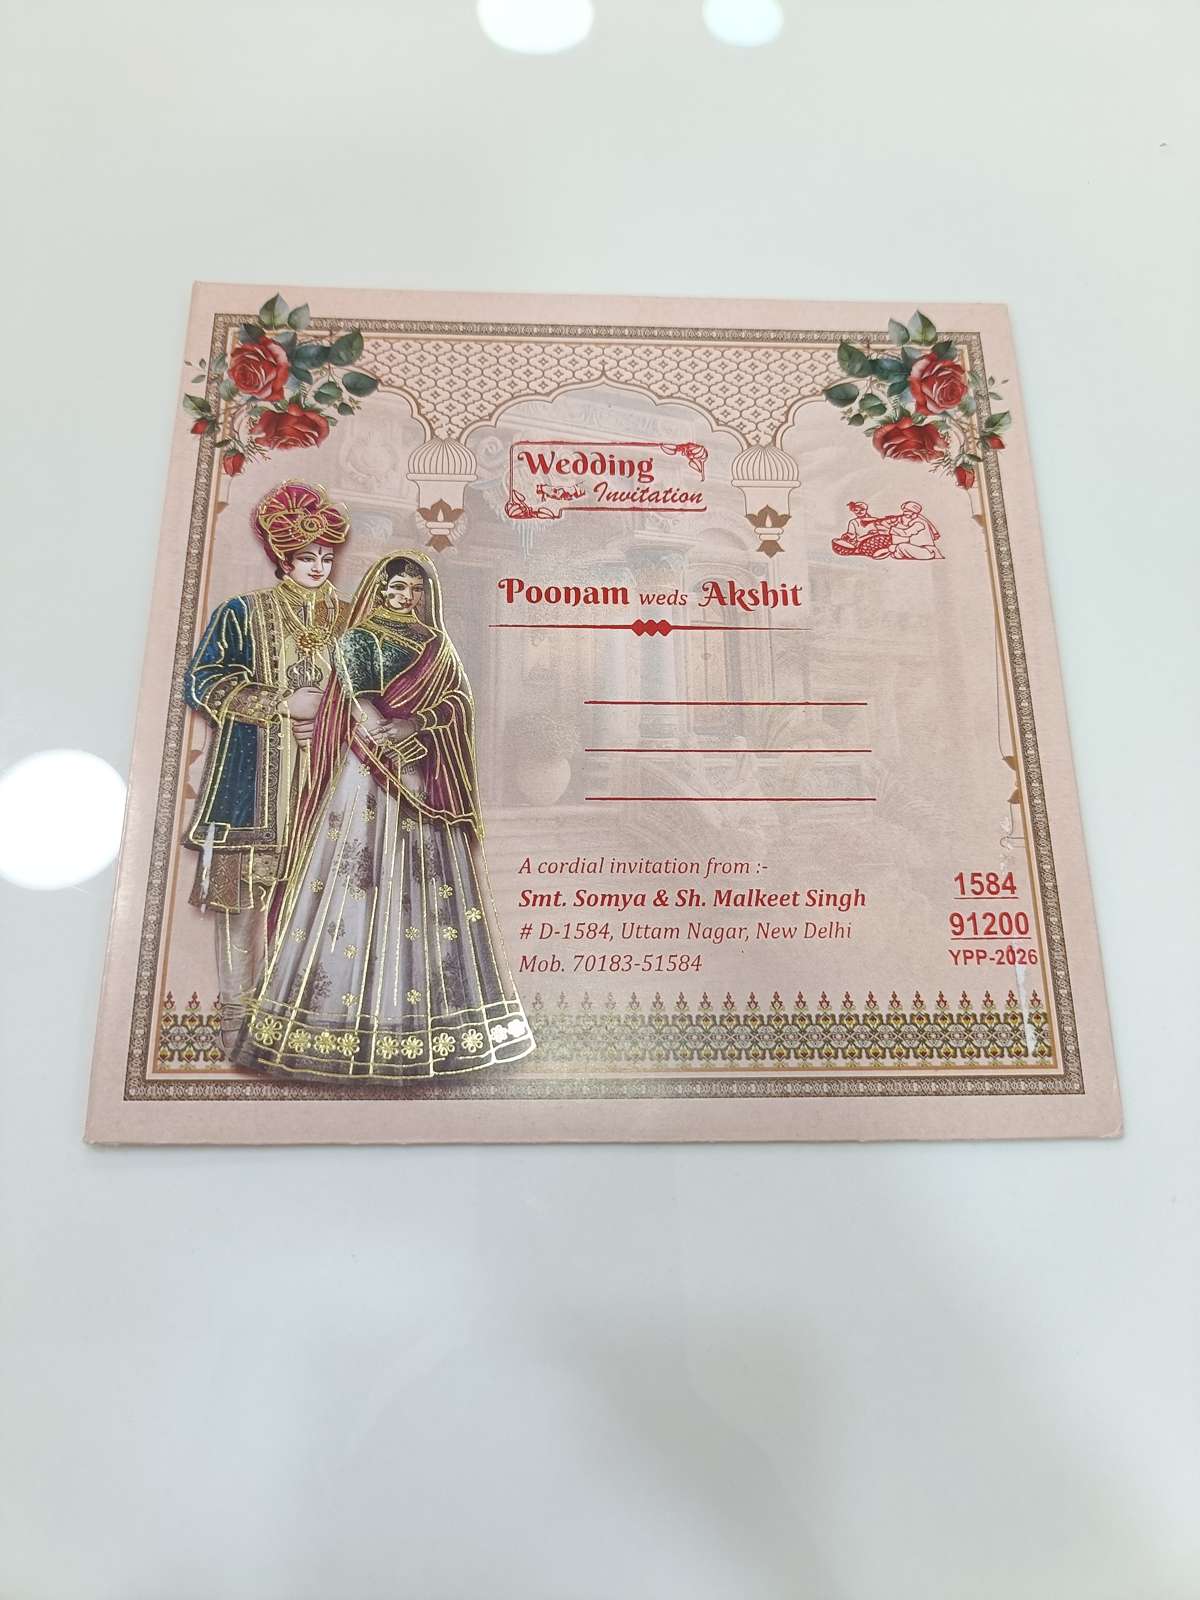 Wedding
Invitation
Poonam weds Akshit
A cordial invitation from :-
Smt. Somya & Sh. Malkeet Singh
# D-1584, Uttam Nagar, New Delhi
Mob. 70183-51584
1584
91200
YPP-2026